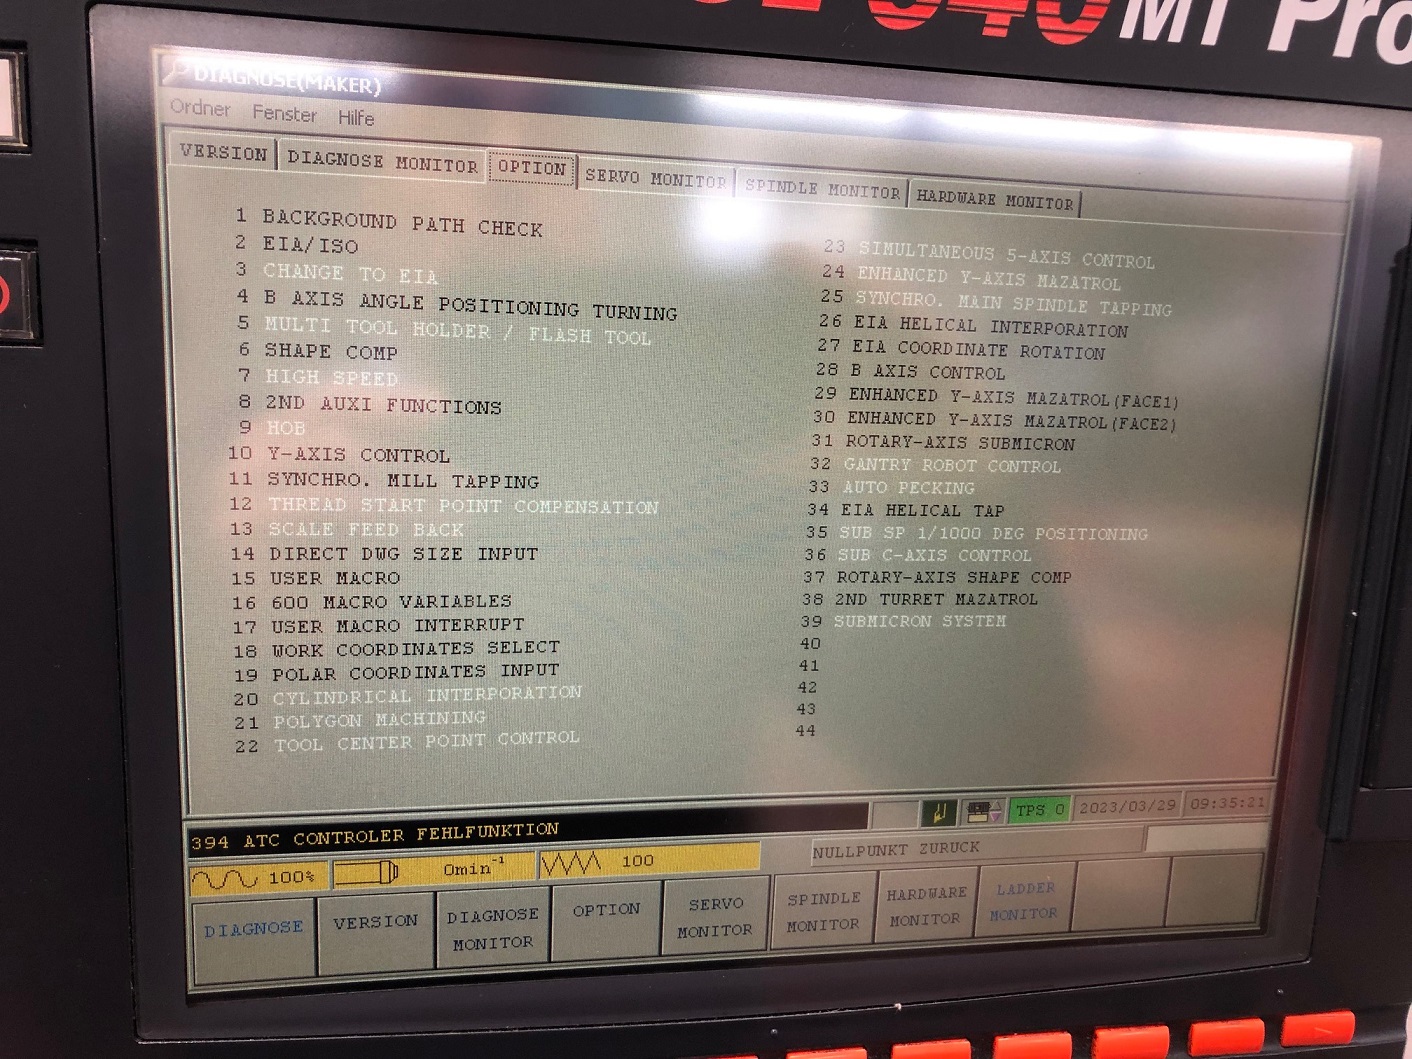 640 MT Pro
DIAGNOSE(MAKER)
Ordner Fenster Hilfe
VERSION DIAGNOSE MONITOR OPTION SERVO MONITOR SPINDLE MONITOR HARDWARE MONITOR
1 BACKGROUND PATH CHECK
2 EIA/ISO
3 CHANGE TO EIA
4 B AXIS ANGLE POSITIONING TURNING
5 MULTI TOOL HOLDER / FLASH TOOL
6 SHAPE COMP
7 HIGH SPEED
8 2ND AUXI FUNCTIONS
9 HOB
10 Y-AXIS CONTROL
11 SYNCHRO. MILL TAPPING
12 THREAD START POINT COMPENSATION
13 SCALE FEED BACK
14 DIRECT DWG SIZE INPUT
15 USER MACRO
16 600 MACRO VARIABLES
17 USER MACRO INTERRUPT
18 WORK COORDINATES SELECT
19 POLAR COORDINATES INPUT
20 CYLINDRICAL INTERPORATION
21 POLYGON MACHINING
22 TOOL CENTER POINT CONTROL
23 SIMULTANEOUS 5-AXIS CONTROL
24 ENHANCED Y-AXIS MAZATROL
25 SYNCHRO. MAIN SPINDLE TAPPING
26 EIA HELICAL INTERPORATION
27 EIA COORDINATE ROTATION
28 B AXIS CONTROL
29 ENHANCED Y-AXIS MAZATROL(FACE1)
30 ENHANCED Y-AXIS MAZATROL(FACE2)
31 ROTARY-AXIS SUBMICRON
32 GANTRY ROBOT CONTROL
33 AUTO PECKING
34 EIA HELICAL TAP
35 SUB SP 1/1000 DEG POSITIONING
36 SUB C-AXIS CONTROL
37 ROTARY-AXIS SHAPE COMP
38 2ND TURRET MAZATROL
39 SUBMICRON SYSTEM
40
41
42
43
44
TPS 0 2023/03/29 09:35:21
394 ATC CONTROLER FEHLFUNKTION
NULLPUNKT ZURUCK
100% 0min-1 100
DIAGNOSE
VERSION
DIAGNOSE
MONITOR
OPTION
SERVO
MONITOR
SPINDLE
MONITOR
HARDWARE
MONITOR
LADDER
MONITOR